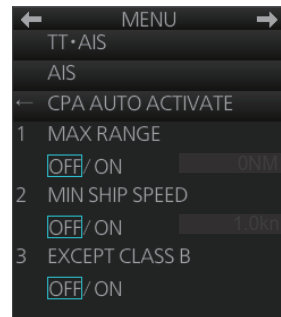 ← MENU →
TT•AIS
AIS
← CPA AUTO ACTIVATE
1 MAX RANGE
OFF/ ON 0NM
2 MIN SHIP SPEED
OFF/ ON 1.0kn
3 EXCEPT CLASS B
OFF/ ON